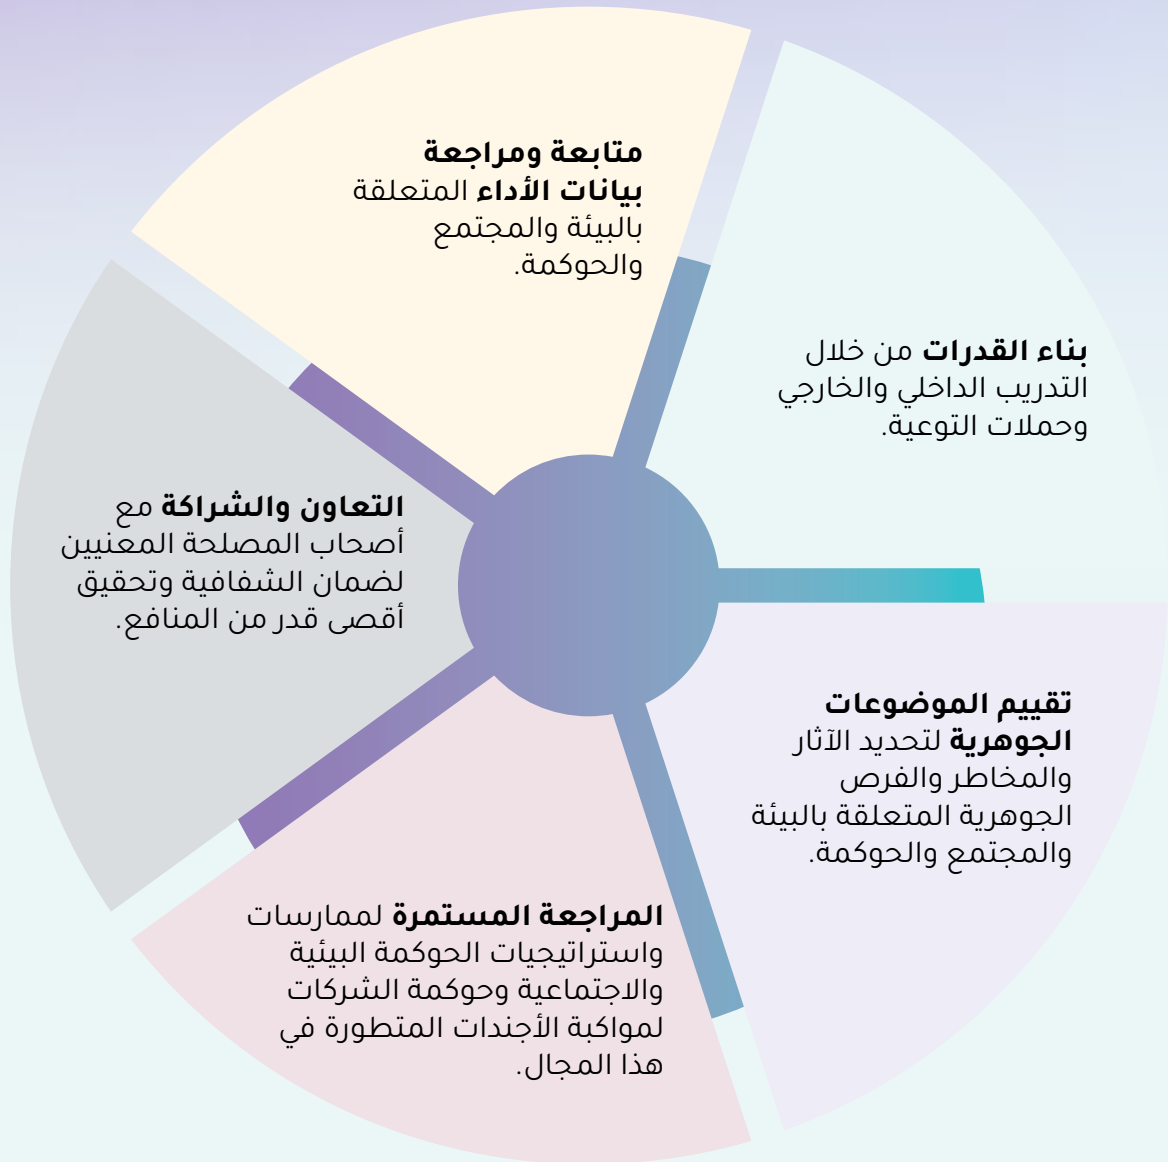 متابعة ومراجعة
بيانات الأداء المتعلقة
بالبيئة والمجتمع
والحوكمة.
بناء القدرات من خلال
التدريب الداخلي والخارجي
وحملات التوعية.
التعاون والشراكة مع
أصحاب المصلحة المعنيين
لضمان الشفافية وتحقيق
أقصى قدر من المنافع.
تقييم الموضوعات
الجوهرية لتحديد الآثار
والمخاطر والفرص
الجوهرية المتعلقة بالبيئة
والمجتمع والحوكمة.
المراجعة المستمرة لممارسات
واستراتيجيات الحوكمة البيئية
والاجتماعية وحوكمة الشركات
لمواكبة الأجندات المتطورة في
هذا المجال.